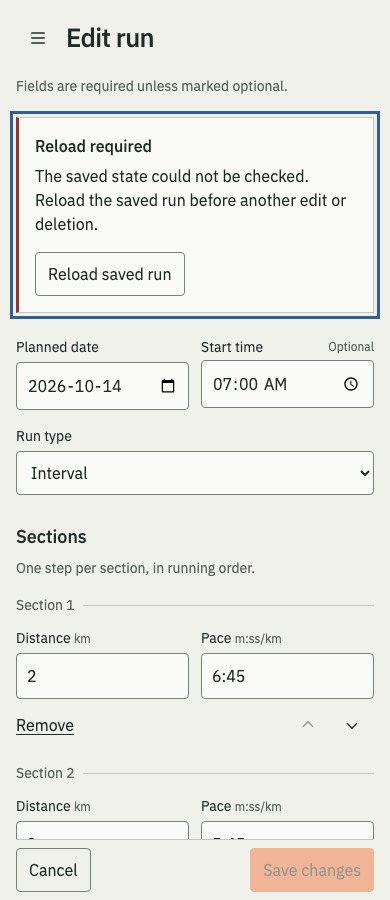 Edit run
Fields are required unless marked optional.
Reload required
The saved state could not be checked.
Reload the saved run before another edit or
deletion.
Reload saved run
Planned date
Start time Optional
2026-10-14
07:00 AM
Run type
Interval
Sections
One step per section, in running order.
Section 1
Distance km
Pace m:ss/km
2
6:45
Remove
Section 2
Distance km
Pace m:ss/km
Cancel
Save changes